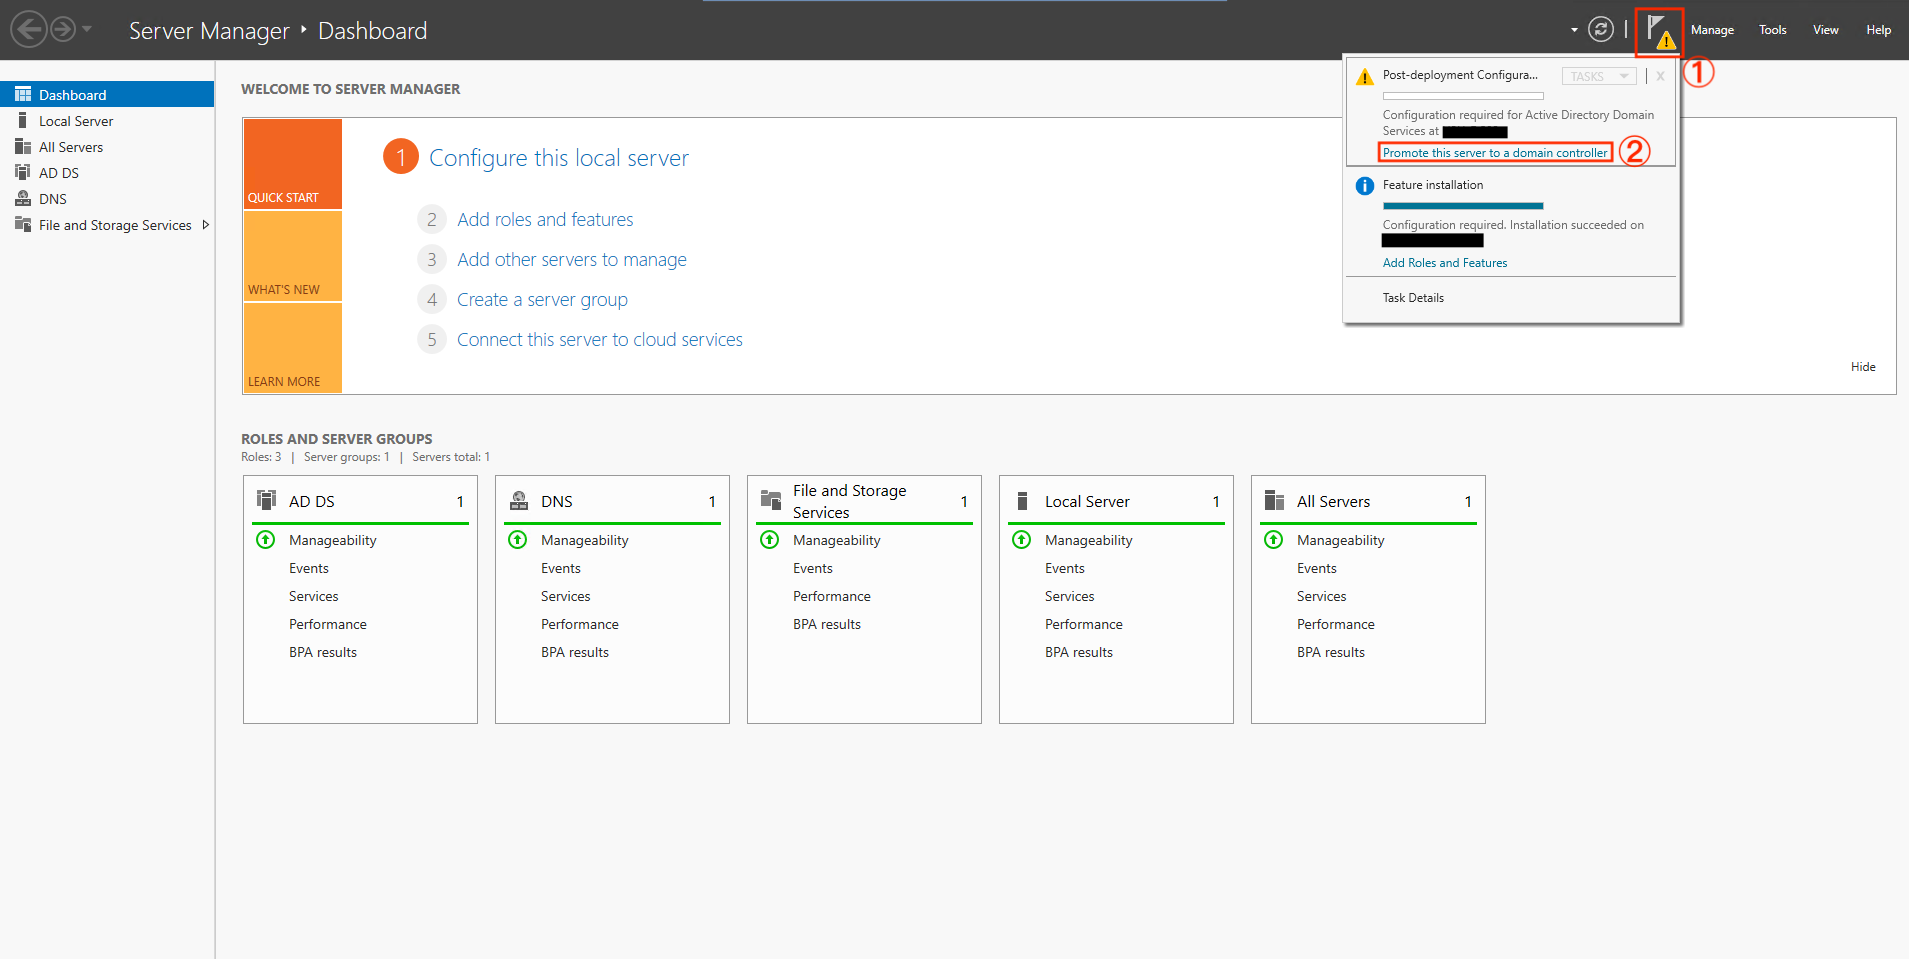 Server Manager ‣ Dashboard
Manage Tools View Help
①
Dashboard
Local Server
All Servers
AD DS
DNS
File and Storage Services
WELCOME TO SERVER MANAGER
QUICK START
WHAT'S NEW
LEARN MORE
1 Configure this local server
2 Add roles and features
3 Add other servers to manage
4 Create a server group
5 Connect this server to cloud services
Hide
Post-deployment Configura... TASKS X
Configuration required for Active Directory Domain
Services at
Promote this server to a domain controller ②
Feature installation
Configuration required. Installation succeeded on
Add Roles and Features
Task Details
ROLES AND SERVER GROUPS
Roles: 3 | Server groups: 1 | Servers total: 1
AD DS 1
Manageability
Events
Services
Performance
BPA results
DNS 1
Manageability
Events
Services
Performance
BPA results
File and Storage
Services 1
Manageability
Events
Performance
BPA results
Local Server 1
Manageability
Events
Services
Performance
BPA results
All Servers 1
Manageability
Events
Services
Performance
BPA results